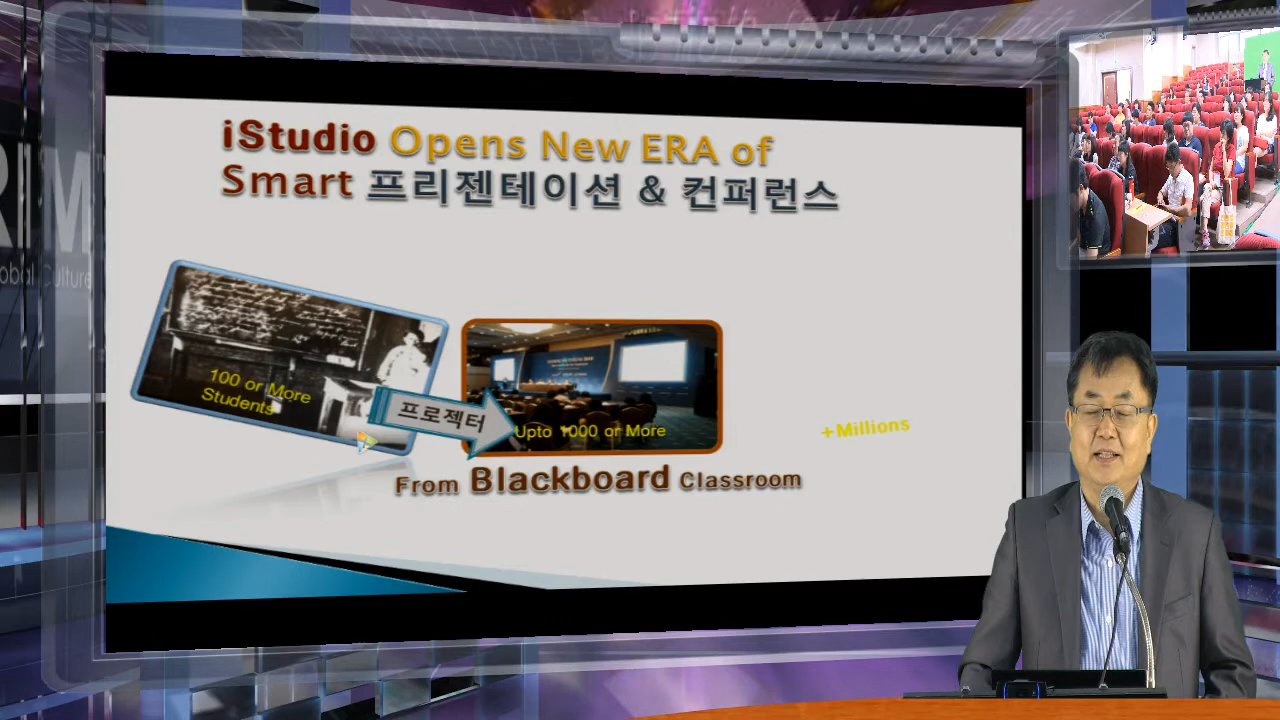 iStudio Opens New ERA of
Smart 프리젠테이션 & 컨퍼런스
100 or More
Students
프로젝터
Upto 1000 or More
+Millions
From Blackboard Classroom